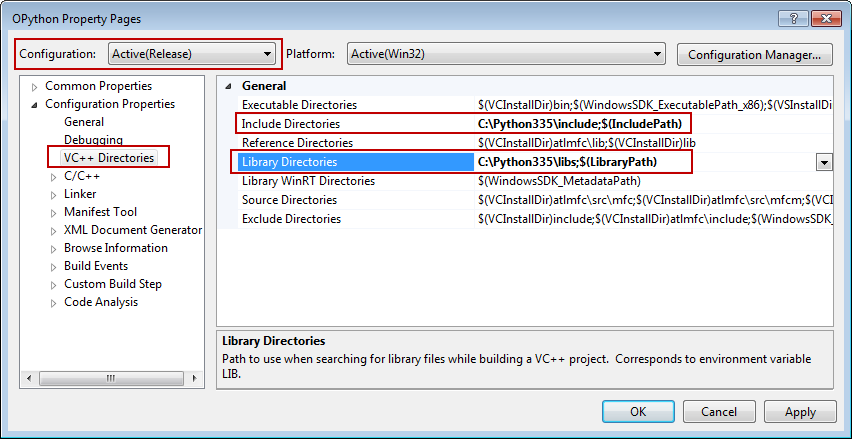 OPython Property Pages
Configuration: Active(Release) Platform: Active(Win32) Configuration Manager...
Common Properties
Configuration Properties
General
Debugging
VC++ Directories
C/C++
Linker
Manifest Tool
XML Document Generator
Browse Information
Build Events
Custom Build Step
Code Analysis
General
Executable Directories $(VCInstallDir)bin;$(WindowsSDK_ExecutablePath_x86);$(VSInstallDir
Include Directories C:\Python335\include;$(IncludePath)
Reference Directories $(VCInstallDir)atlmfc\lib;$(VCInstallDir)lib
Library Directories C:\Python335\libs;$(LibraryPath)
Library WinRT Directories $(WindowsSDK_MetadataPath)
Source Directories $(VCInstallDir)atlmfc\src\mfc;$(VCInstallDir)atlmfc\src\mfcm;$(VCI
Exclude Directories $(VCInstallDir)include;$(VCInstallDir)atlmfc\include;$(WindowsSDK_
Library Directories
Path to use when searching for library files while building a VC++ project. Corresponds to environment variable
LIB.
OK Cancel Apply